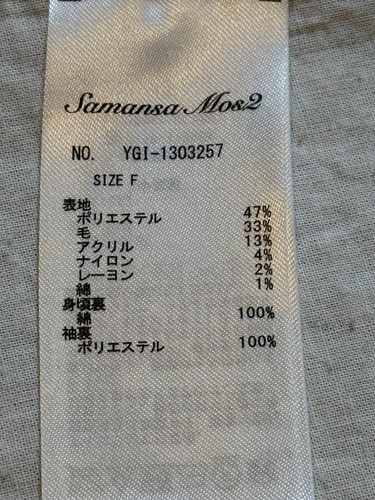 Samansa Mos2
NO. YGI-1303257
SIZE F
表地
ポリエステル 47%
毛 33%
アクリル 13%
ナイロン 4%
レーヨン 2%
綿 1%
身頃裏
綿 100%
袖裏
ポリエステル 100%